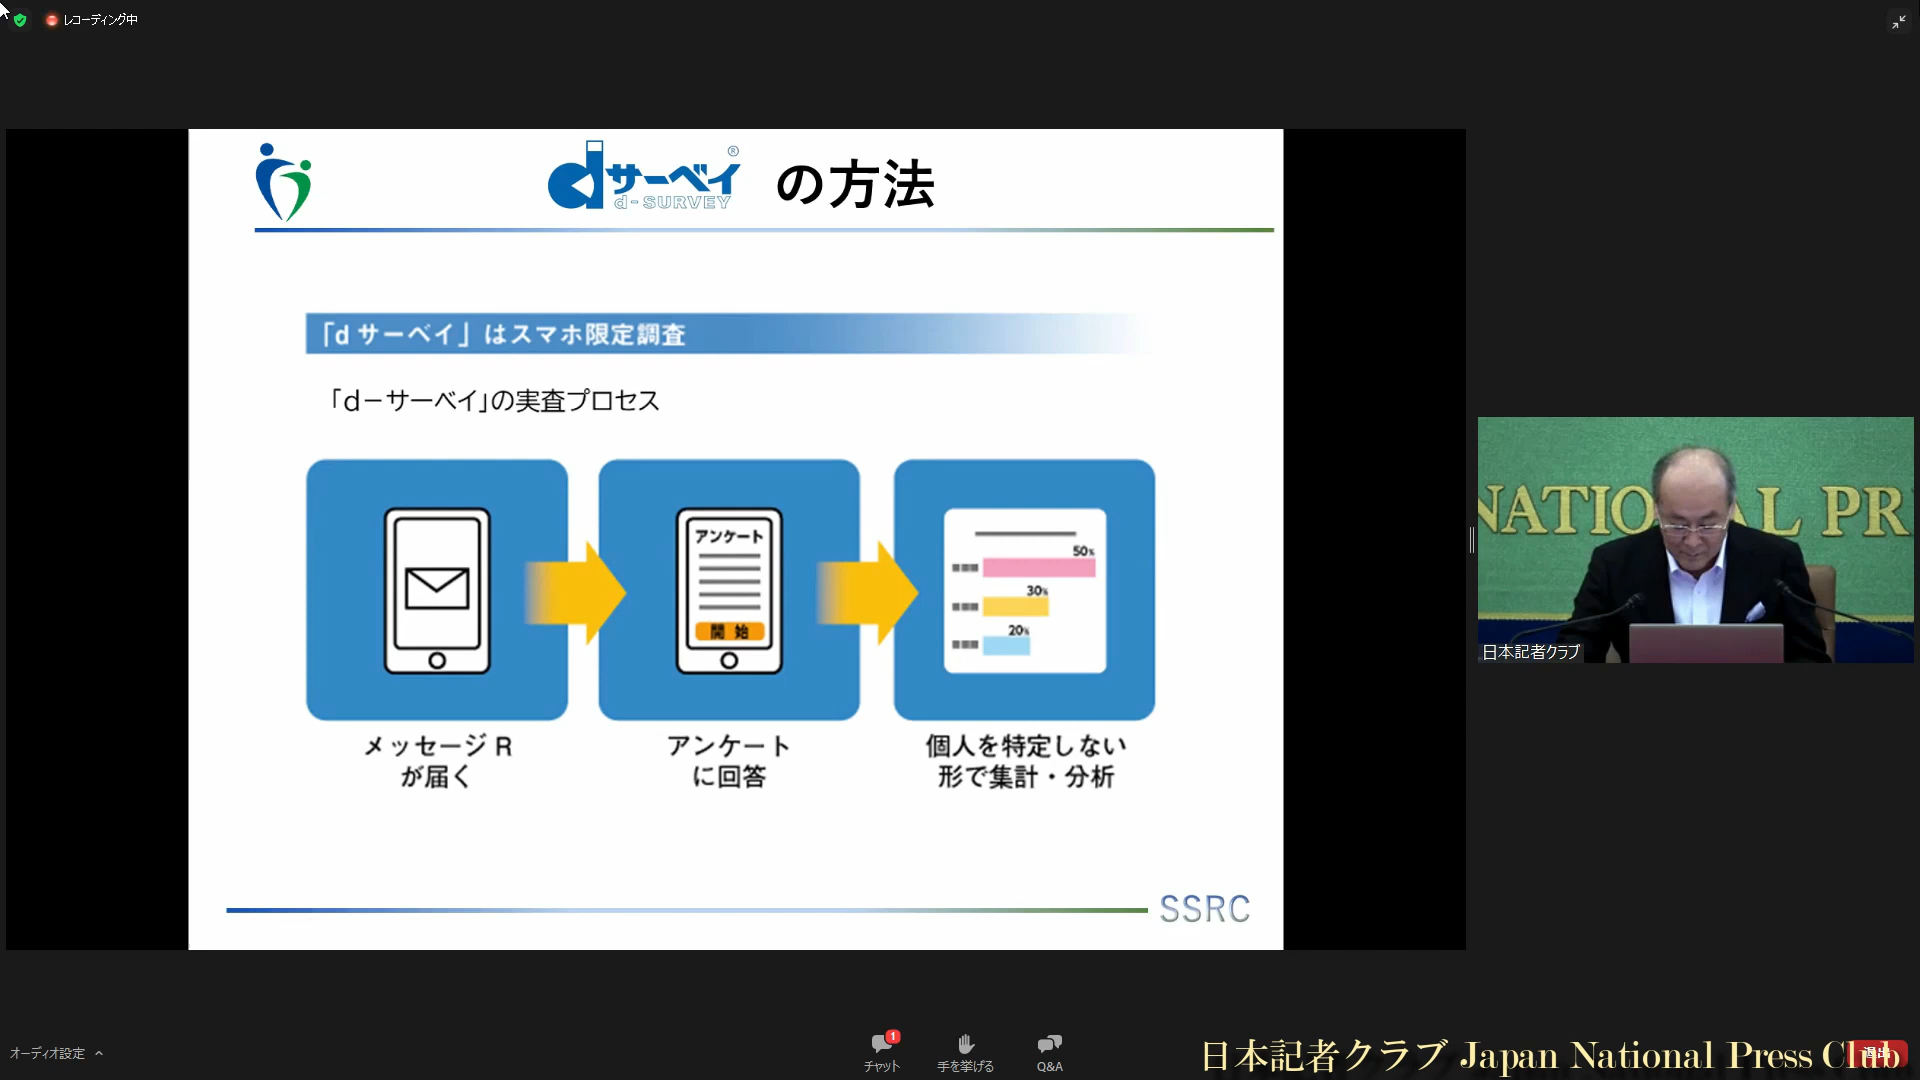 レコーディング中
dサーベイ® の方法
d-SURVEY
「d サーベイ」はスマホ限定調査
「d－サーベイ」の実査プロセス
アンケート
開 始
50%
30%
20%
メッセージ R
が届く
アンケート
に回答
個人を特定しない
形で集計・分析
SSRC
NATIONAL PR
日本記者クラブ
オーディオ設定
1
チャット
手を挙げる
Q&A
日本記者クラブ Japan National Press Club
退出